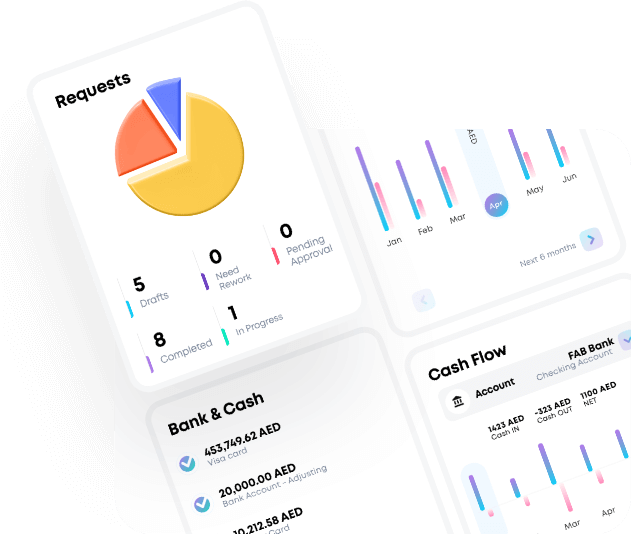 Requests
5
Drafts
0
Need
Rework
0
Pending
Approval
8
Completed
1
In Progress
AED
Jan
Feb
Mar
Apr
May
Jun
Next 6 months
Bank & Cash
453,749.62 AED
Visa card
20,000.00 AED
Bank Account - Adjusting
10,212.58 AED
Card
Cash Flow
Account
FAB Bank
Checking Account
1423 AED
Cash IN
-323 AED
Cash OUT
1100 AED
NET
Mar
Apr